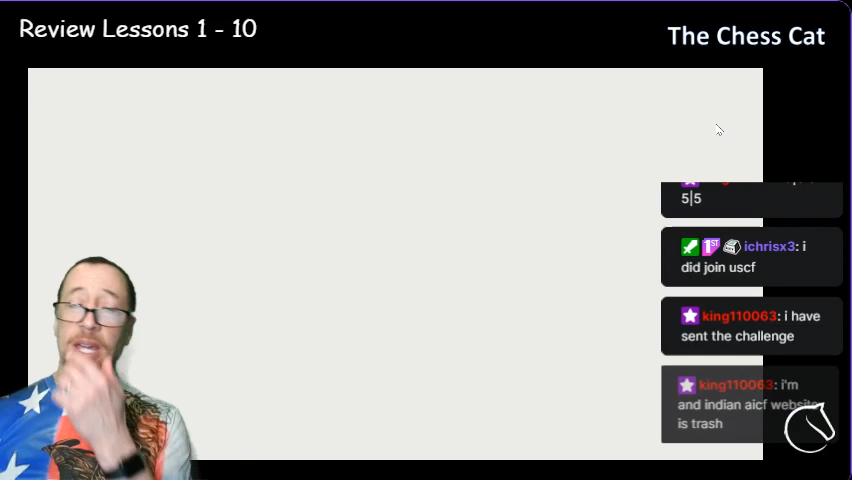 Review Lessons 1 - 10
The Chess Cat
5|5
ichrisx3: i
did join uscf
king110063: i have
sent the challenge
king110063: i'm
and indian aicf website
is trash